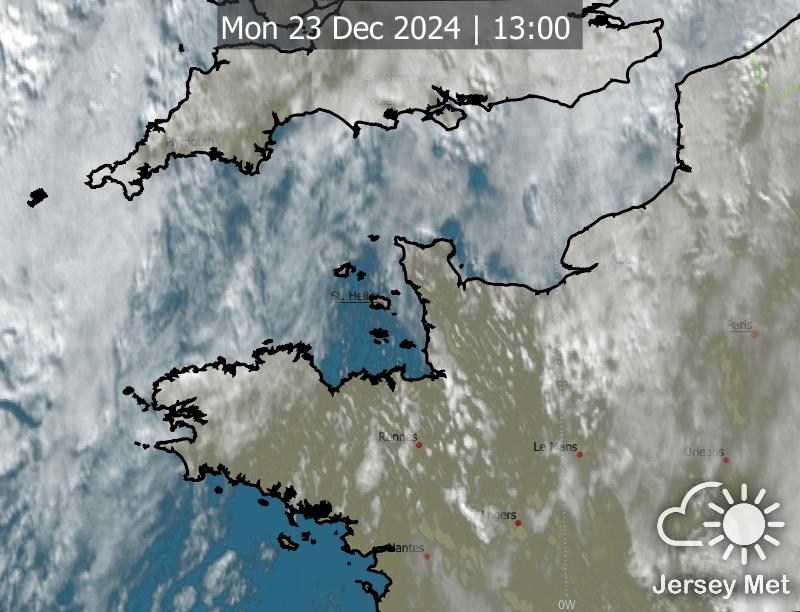 Mon 23 Dec 2024 | 13:00
Southampton
Plymouth
St. Helier
Paris
Rennes
Le Mans
Orleans
Angers
Nantes
Jersey Met
0W